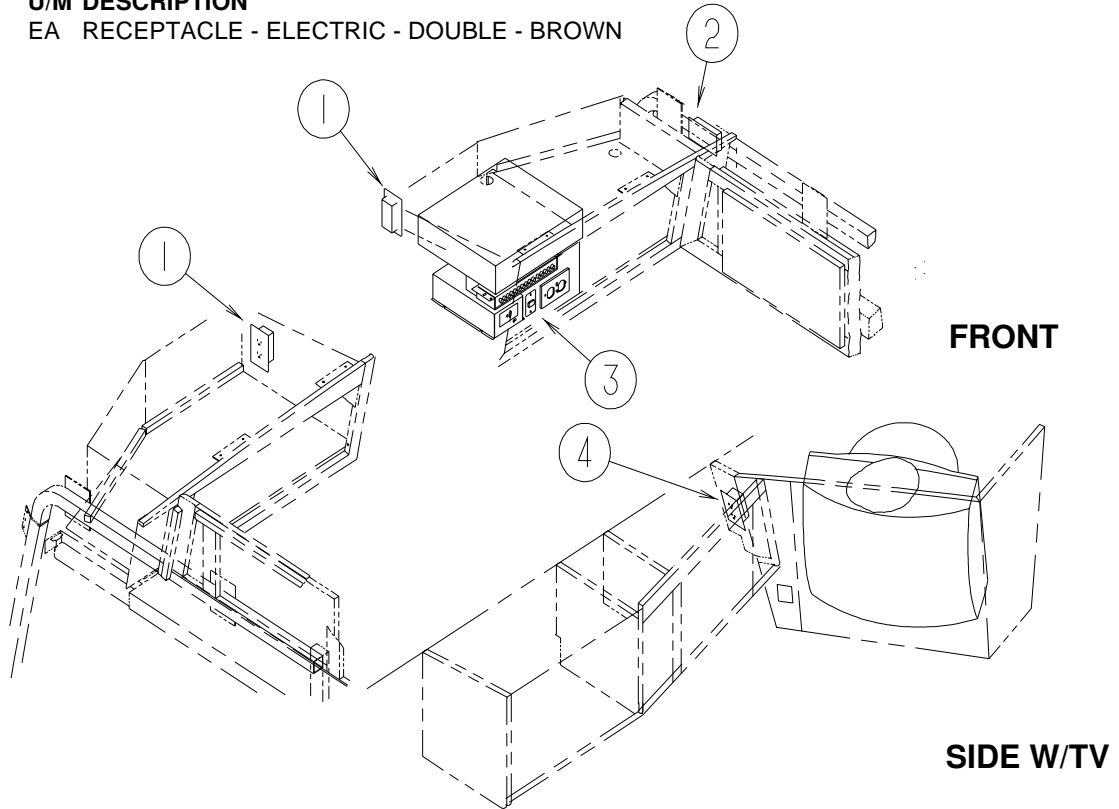 U/M DESCRIPTION
EA RECEPTACLE - ELECTRIC - DOUBLE - BROWN
2
1
1
FRONT
3
4
SIDE W/TV